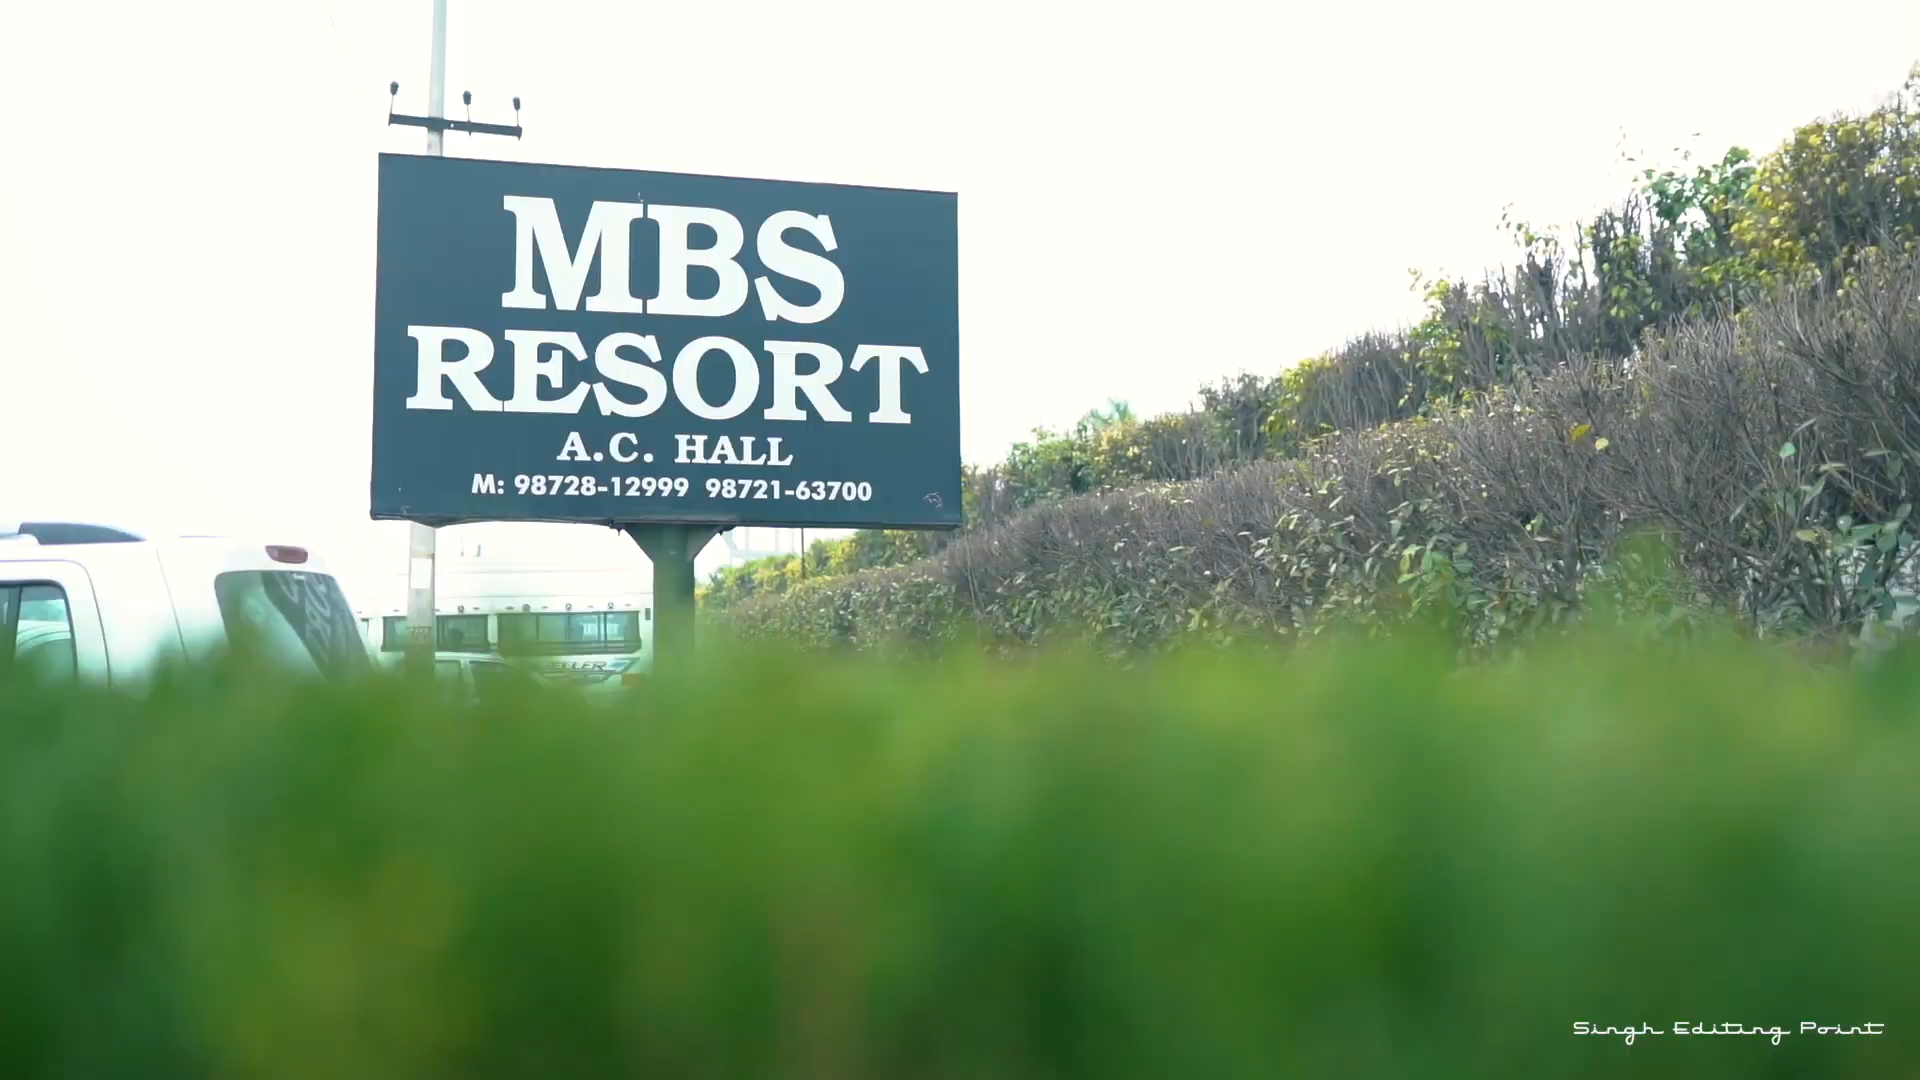 MBS
RESORT
A.C. HALL
M: 98728-12999 98721-63700
Singh Editing Point